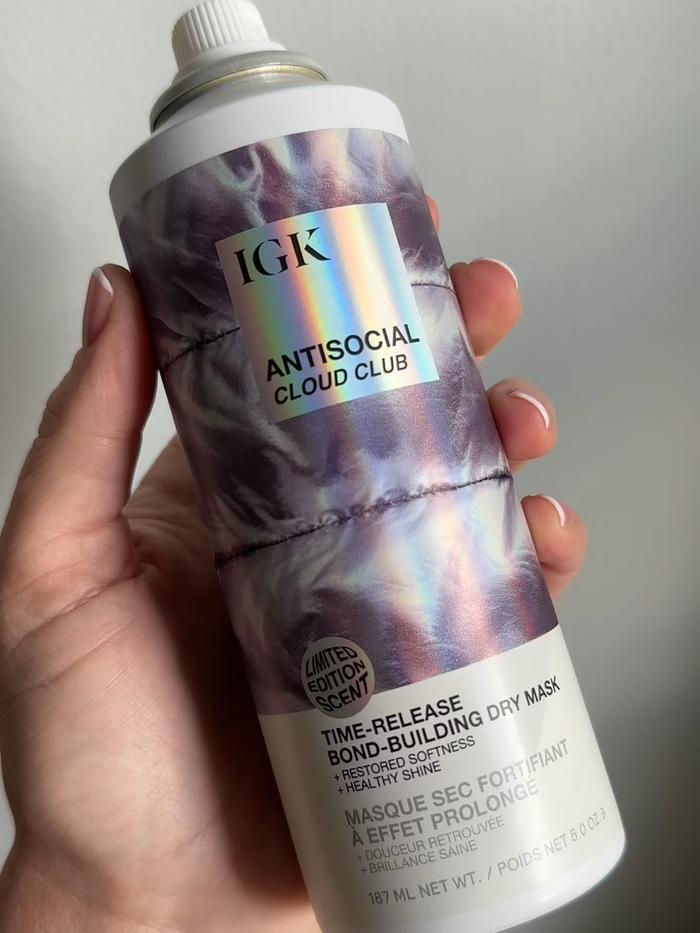 IGK
ANTISOCIAL
CLOUD CLUB
LIMITED
EDITION
SCENT
TIME-RELEASE
BOND-BUILDING DRY MASK
+ RESTORED SOFTNESS
+ HEALTHY SHINE
MASQUE SEC FORTIFIANT
À EFFET PROLONGÉ
+ DOUCEUR RETROUVÉE
+ BRILLANCE SAINE
187 ML NET WT. / POIDS NET 5.0 OZ